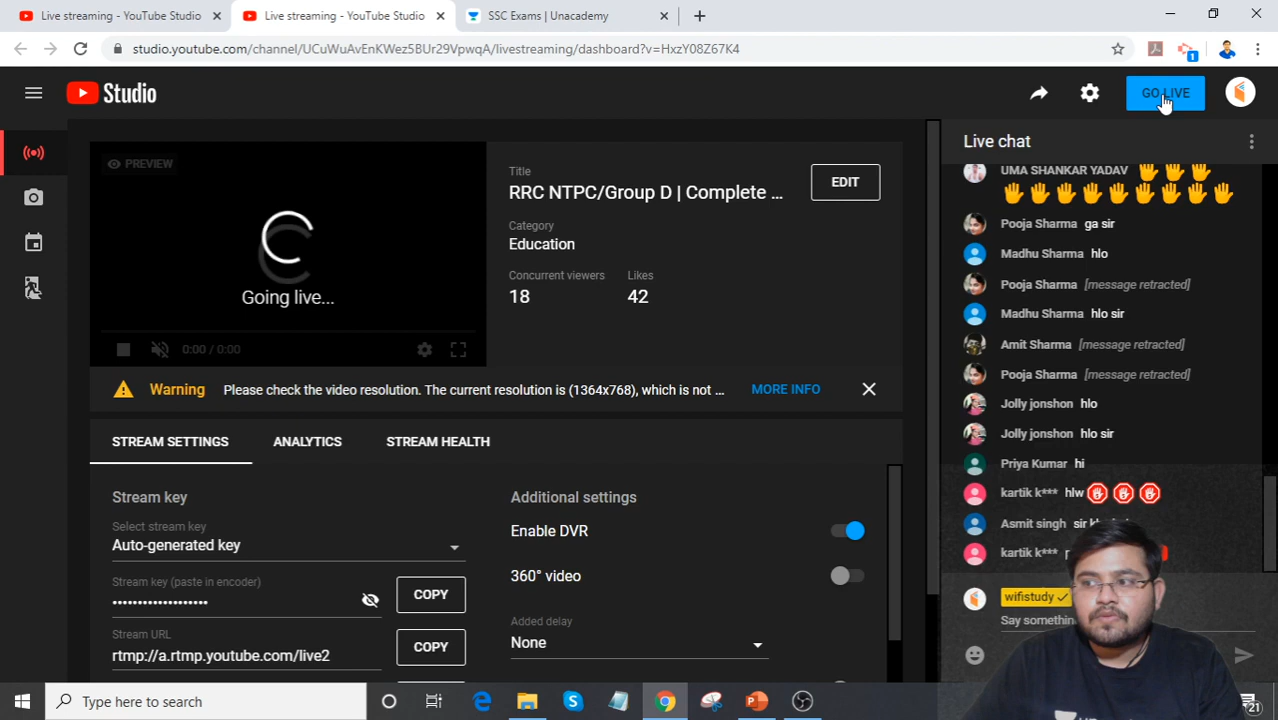 Live streaming - YouTube Studio
Live streaming - YouTube Studio
SSC Exams | Unacademy
studio.youtube.com/channel/UCuWuAvEnKWez5BUr29VpwqA/livestreaming/dashboard?v=HxzY08Z67K4
1
Studio
GO LIVE
PREVIEW
Going live...
0:00 / 0:00
Title
RRC NTPC/Group D | Complete ...
EDIT
Category
Education
Concurrent viewers
Likes
18
42
Warning Please check the video resolution. The current resolution is (1364x768), which is not ... MORE INFO
STREAM SETTINGS
ANALYTICS
STREAM HEALTH
Stream key
Select stream key
Auto-generated key
Stream key (paste in encoder)
•••••••••••••••••••
COPY
Stream URL
rtmp://a.rtmp.youtube.com/live2
COPY
Additional settings
Enable DVR
360° video
Added delay
None
Live chat
UMA SHANKAR YADAV
Pooja Sharma ga sir
Madhu Sharma hlo
Pooja Sharma [message retracted]
Madhu Sharma hlo sir
Amit Sharma [message retracted]
Pooja Sharma [message retracted]
Jolly jonshon hlo
Jolly jonshon hlo sir
Priya Kumar hi
kartik k*** hlw
Asmit singh sir
kartik k***
wifistudy
Say something
Type here to search
21